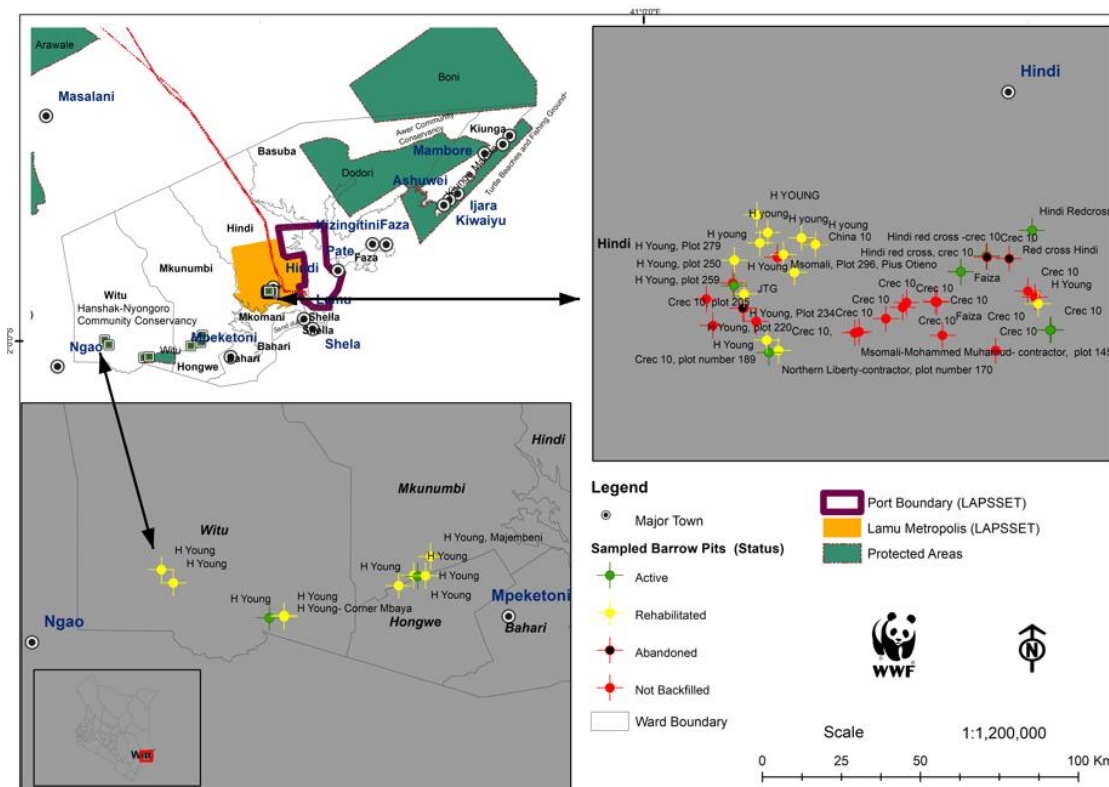 41°0'0"E
Arawale
Masalani
Boni
Awer Community
Conservancy
Kiunga
Basuba
Mambore
Turtle Beaches and Fishing Ground-
Dodori
Ashuwei
Ijara
Kiwaiyu
Hindi
Kizingitini
Faza
Pate
Faza
Mkunumbi
Hindi
Witu
Hanshak-Nyongoro
Community Conservancy
Lamu
Mkomani
Shella
Shella
Shela
Mpeketoni
Bahari
Bahari
Ngao
Witu
Hongwe
2°0'0"S
Hindi
Hindi
H YOUNG
H young
H young
H young
H young
China 10
Hindi Redcross
Hindi red cross -crec 10
Crec 10
H Young, Plot 279
Hindi red cross, crec 10
Red cross Hindi
H Young, plot 250
H Young
Msomali, Plot 296, Pius Otieno
Faiza
Crec 10
H Young, plot 259
JTG
Crec 10
Crec 10
H Young
Crec 10, plot 205
H Young, Plot 234
Crec 10
Crec 10
Faiza
Crec 10
H Young, plot 220
Crec 10,
Crec 10
Crec 10
H Young
Msomali-Mohammed Muhamud- contractor, plot 145
Crec 10, plot number 189
Northern Liberty-contractor, plot number 170
Hindi
Mkunumbi
Witu
H Young
H Young
H Young, Majembeni
H Young
H Young
H Young
H Young
H Young
H Young
H Young- Corner Mbaya
Mpeketoni
Hongwe
Bahari
Ngao
Legend
Major Town
Sampled Barrow Pits (Status)
Active
Rehabilitated
Abandoned
Not Backfilled
Ward Boundary
Port Boundary (LAPSSET)
Lamu Metropolis (LAPSSET)
Protected Areas
WWF
N
Scale
1:1,200,000
0
25
50
100 Km